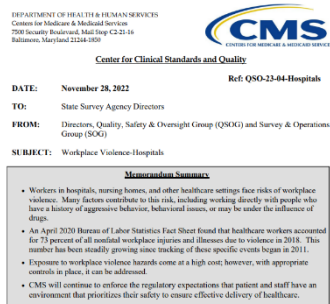 DEPARTMENT OF HEALTH & HUMAN SERVICES
Centers for Medicare & Medicaid Services
7500 Security Boulevard, Mail Stop C2-21-16
Baltimore, Maryland 21244-1850
CMS
CENTERS FOR MEDICARE & MEDICAID SERVICES
Center for Clinical Standards and Quality
Ref: QSO-23-04-Hospitals
DATE: November 28, 2022
TO: State Survey Agency Directors
FROM: Directors, Quality, Safety & Oversight Group (QSOG) and Survey & Operations
Group (SOG)
SUBJECT: Workplace Violence-Hospitals
Memorandum Summary
• Workers in hospitals, nursing homes, and other healthcare settings face risks of workplace
violence. Many factors contribute to this risk, including working directly with people who
have a history of aggressive behavior, behavioral issues, or may be under the influence of
drugs.
• An April 2020 Bureau of Labor Statistics Fact Sheet found that healthcare workers accounted
for 73 percent of all nonfatal workplace injuries and illnesses due to violence in 2018. This
number has been steadily growing since tracking of these specific events began in 2011.
• Exposure to workplace violence hazards come at a high cost; however, with appropriate
controls in place, it can be addressed.
• CMS will continue to enforce the regulatory expectations that patient and staff have an
environment that prioritizes their safety to ensure effective delivery of healthcare.